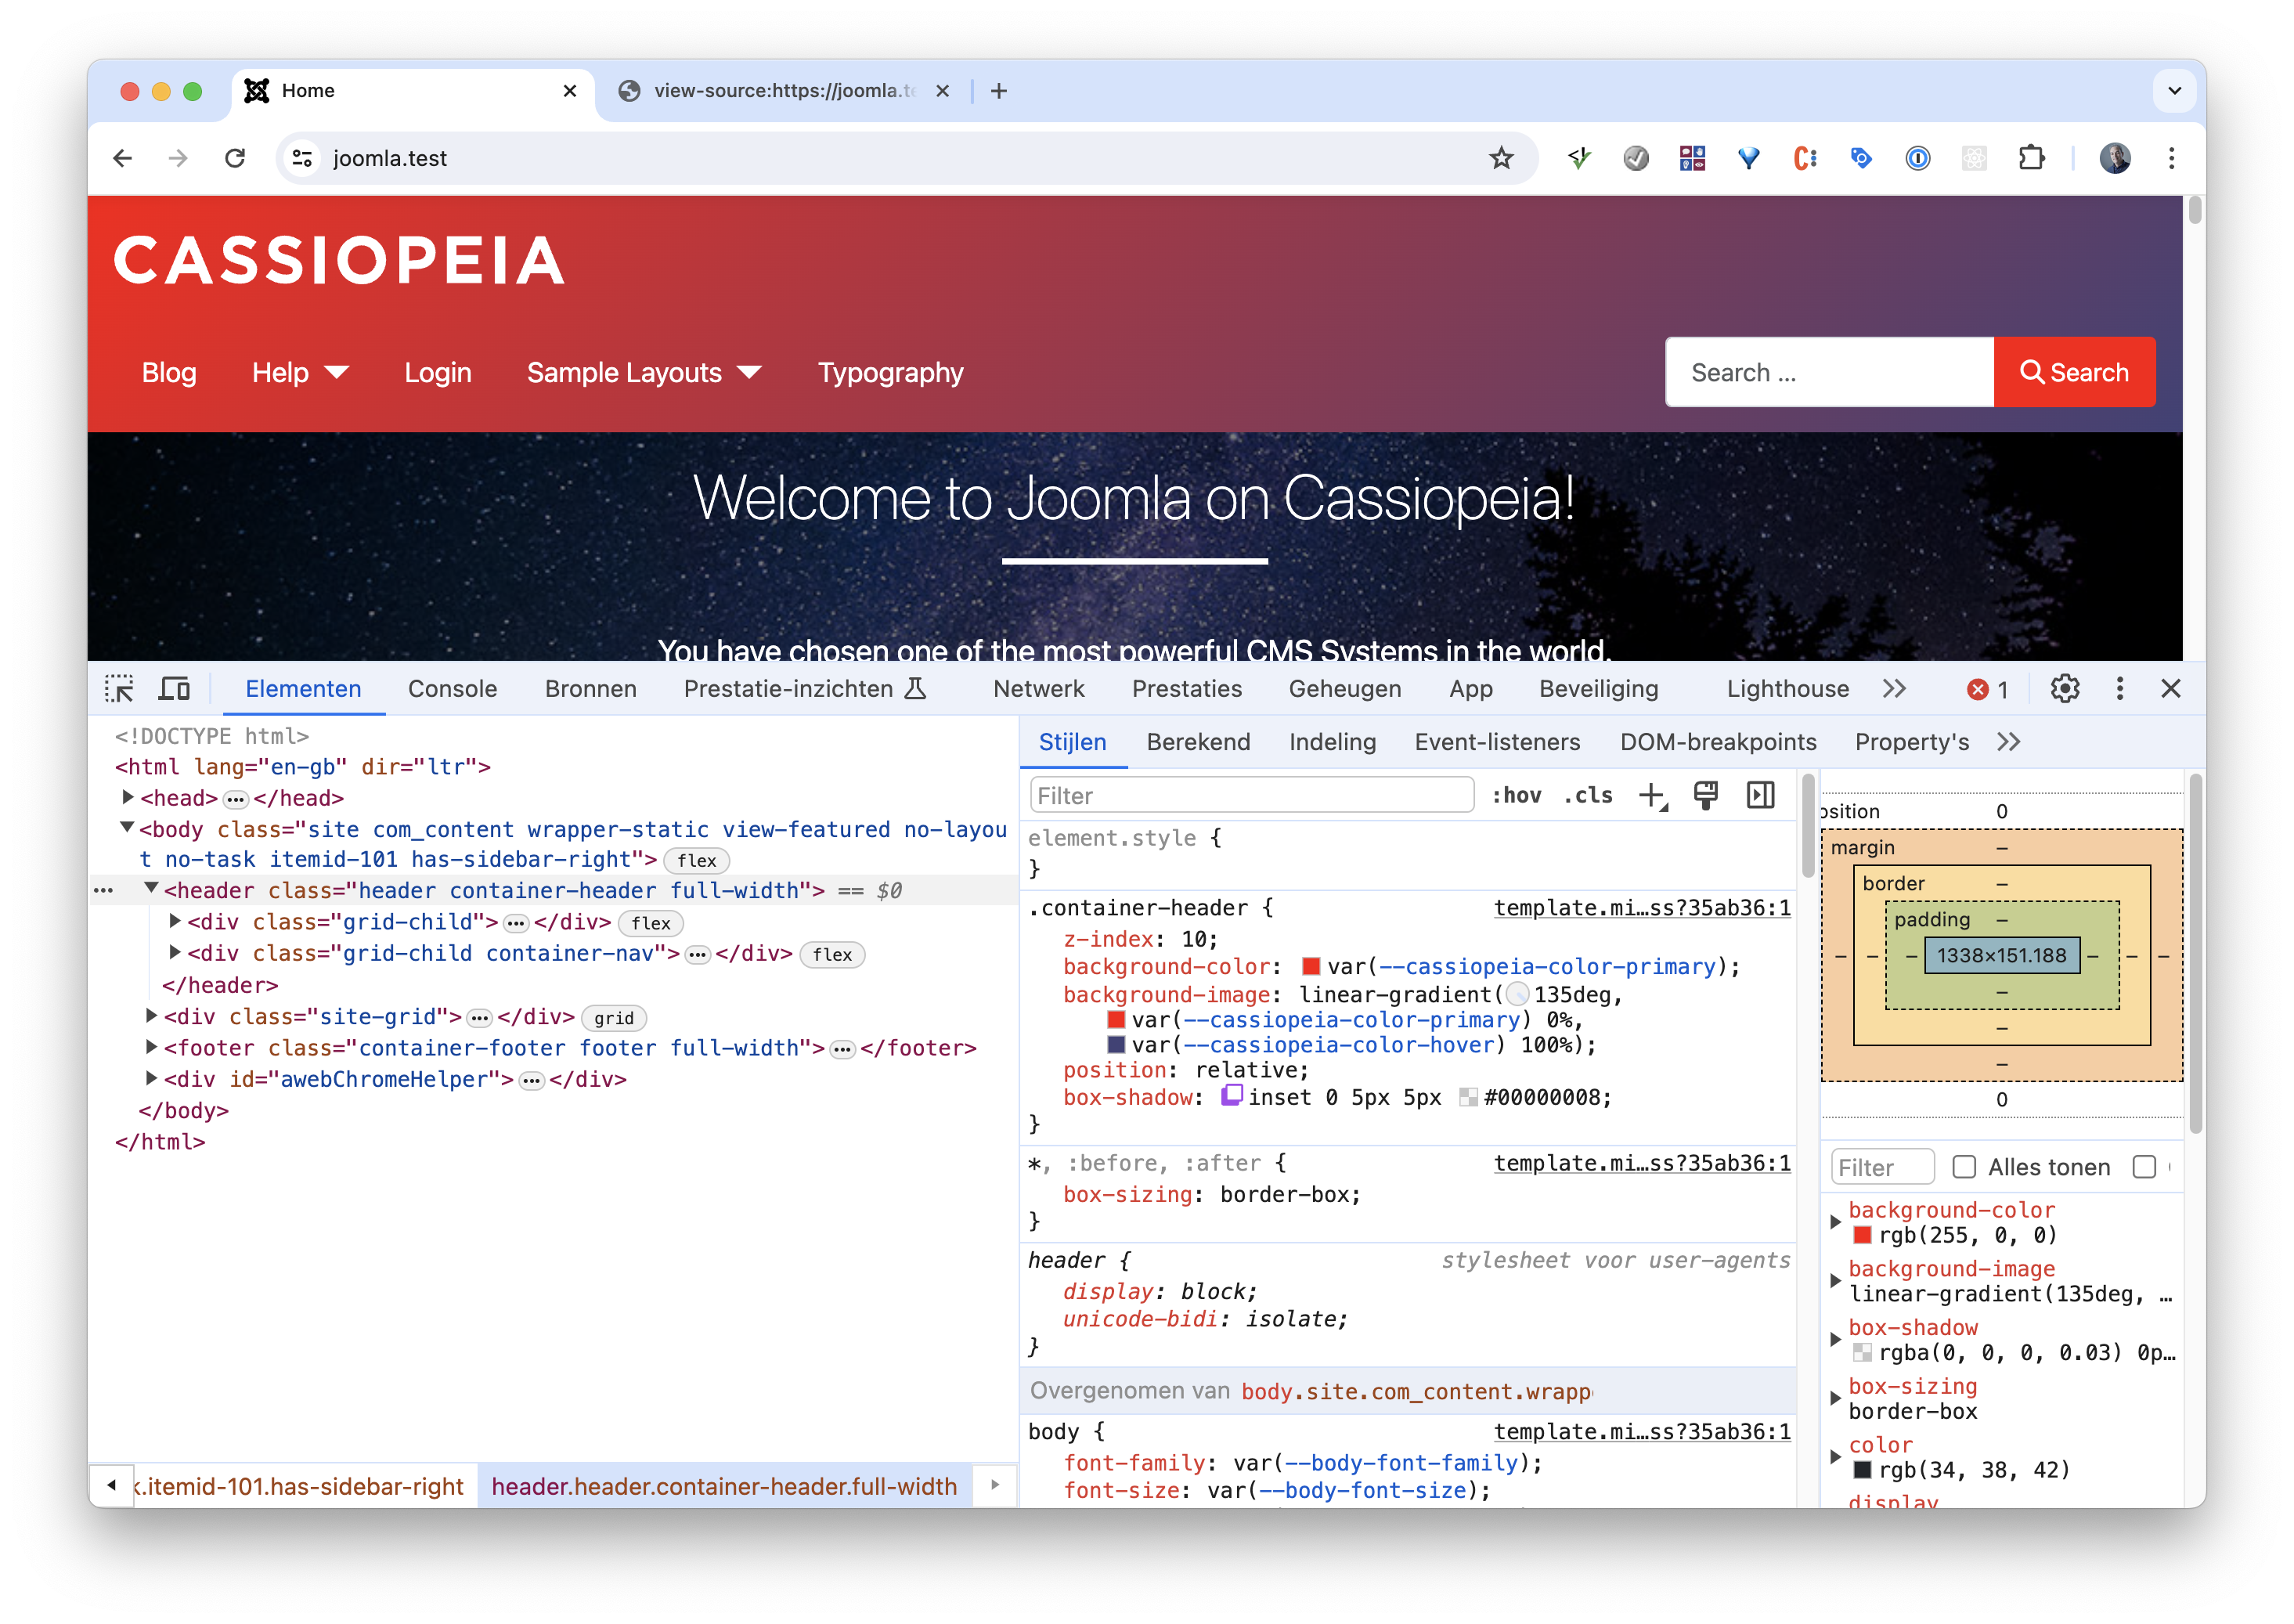 Home
view-source:https://joomla.te
joomla.test
CASSIOPEIA
Blog Help Login Sample Layouts Typography
Search ... Search
Welcome to Joomla on Cassiopeia!
You have chosen one of the most powerful CMS Systems in the world.
Elementen Console Bronnen Prestatie-inzichten Netwerk Prestaties Geheugen App Beveiliging Lighthouse 1
<!DOCTYPE html>
<html lang="en-gb" dir="ltr">
<head> … </head>
<body class="site com_content wrapper-static view-featured no-layou
t no-task itemid-101 has-sidebar-right"> flex
<header class="header container-header full-width"> == $0
<div class="grid-child"> … </div> flex
<div class="grid-child container-nav"> … </div> flex
</header>
<div class="site-grid"> … </div> grid
<footer class="container-footer footer full-width"> … </footer>
<div id="awebChromeHelper"> … </div>
</body>
</html>
k.itemid-101.has-sidebar-right header.header.container-header.full-width
Stijlen Berekend Indeling Event-listeners DOM-breakpoints Property's
Filter :hov .cls
element.style {
}
.container-header { template.mi…ss?35ab36:1
z-index: 10;
background-color: var(--cassiopeia-color-primary);
background-image: linear-gradient( 135deg,
var(--cassiopeia-color-primary) 0%,
var(--cassiopeia-color-hover) 100%);
position: relative;
box-shadow: inset 0 5px 5px #00000008;
}
*, :before, :after { template.mi…ss?35ab36:1
box-sizing: border-box;
}
header { stylesheet voor user-agents
display: block;
unicode-bidi: isolate;
}
Overgenomen van body.site.com_content.wrapp
body { template.mi…ss?35ab36:1
font-family: var(--body-font-family);
font-size: var(--body-font-size);
osition 0
margin –
border –
padding –
– – – 1338×151.188 – – –
–
–
–
0
Filter Alles tonen
background-color
rgb(255, 0, 0)
background-image
linear-gradient(135deg, …
box-shadow
rgba(0, 0, 0, 0.03) 0p…
box-sizing
border-box
color
rgb(34, 38, 42)
display